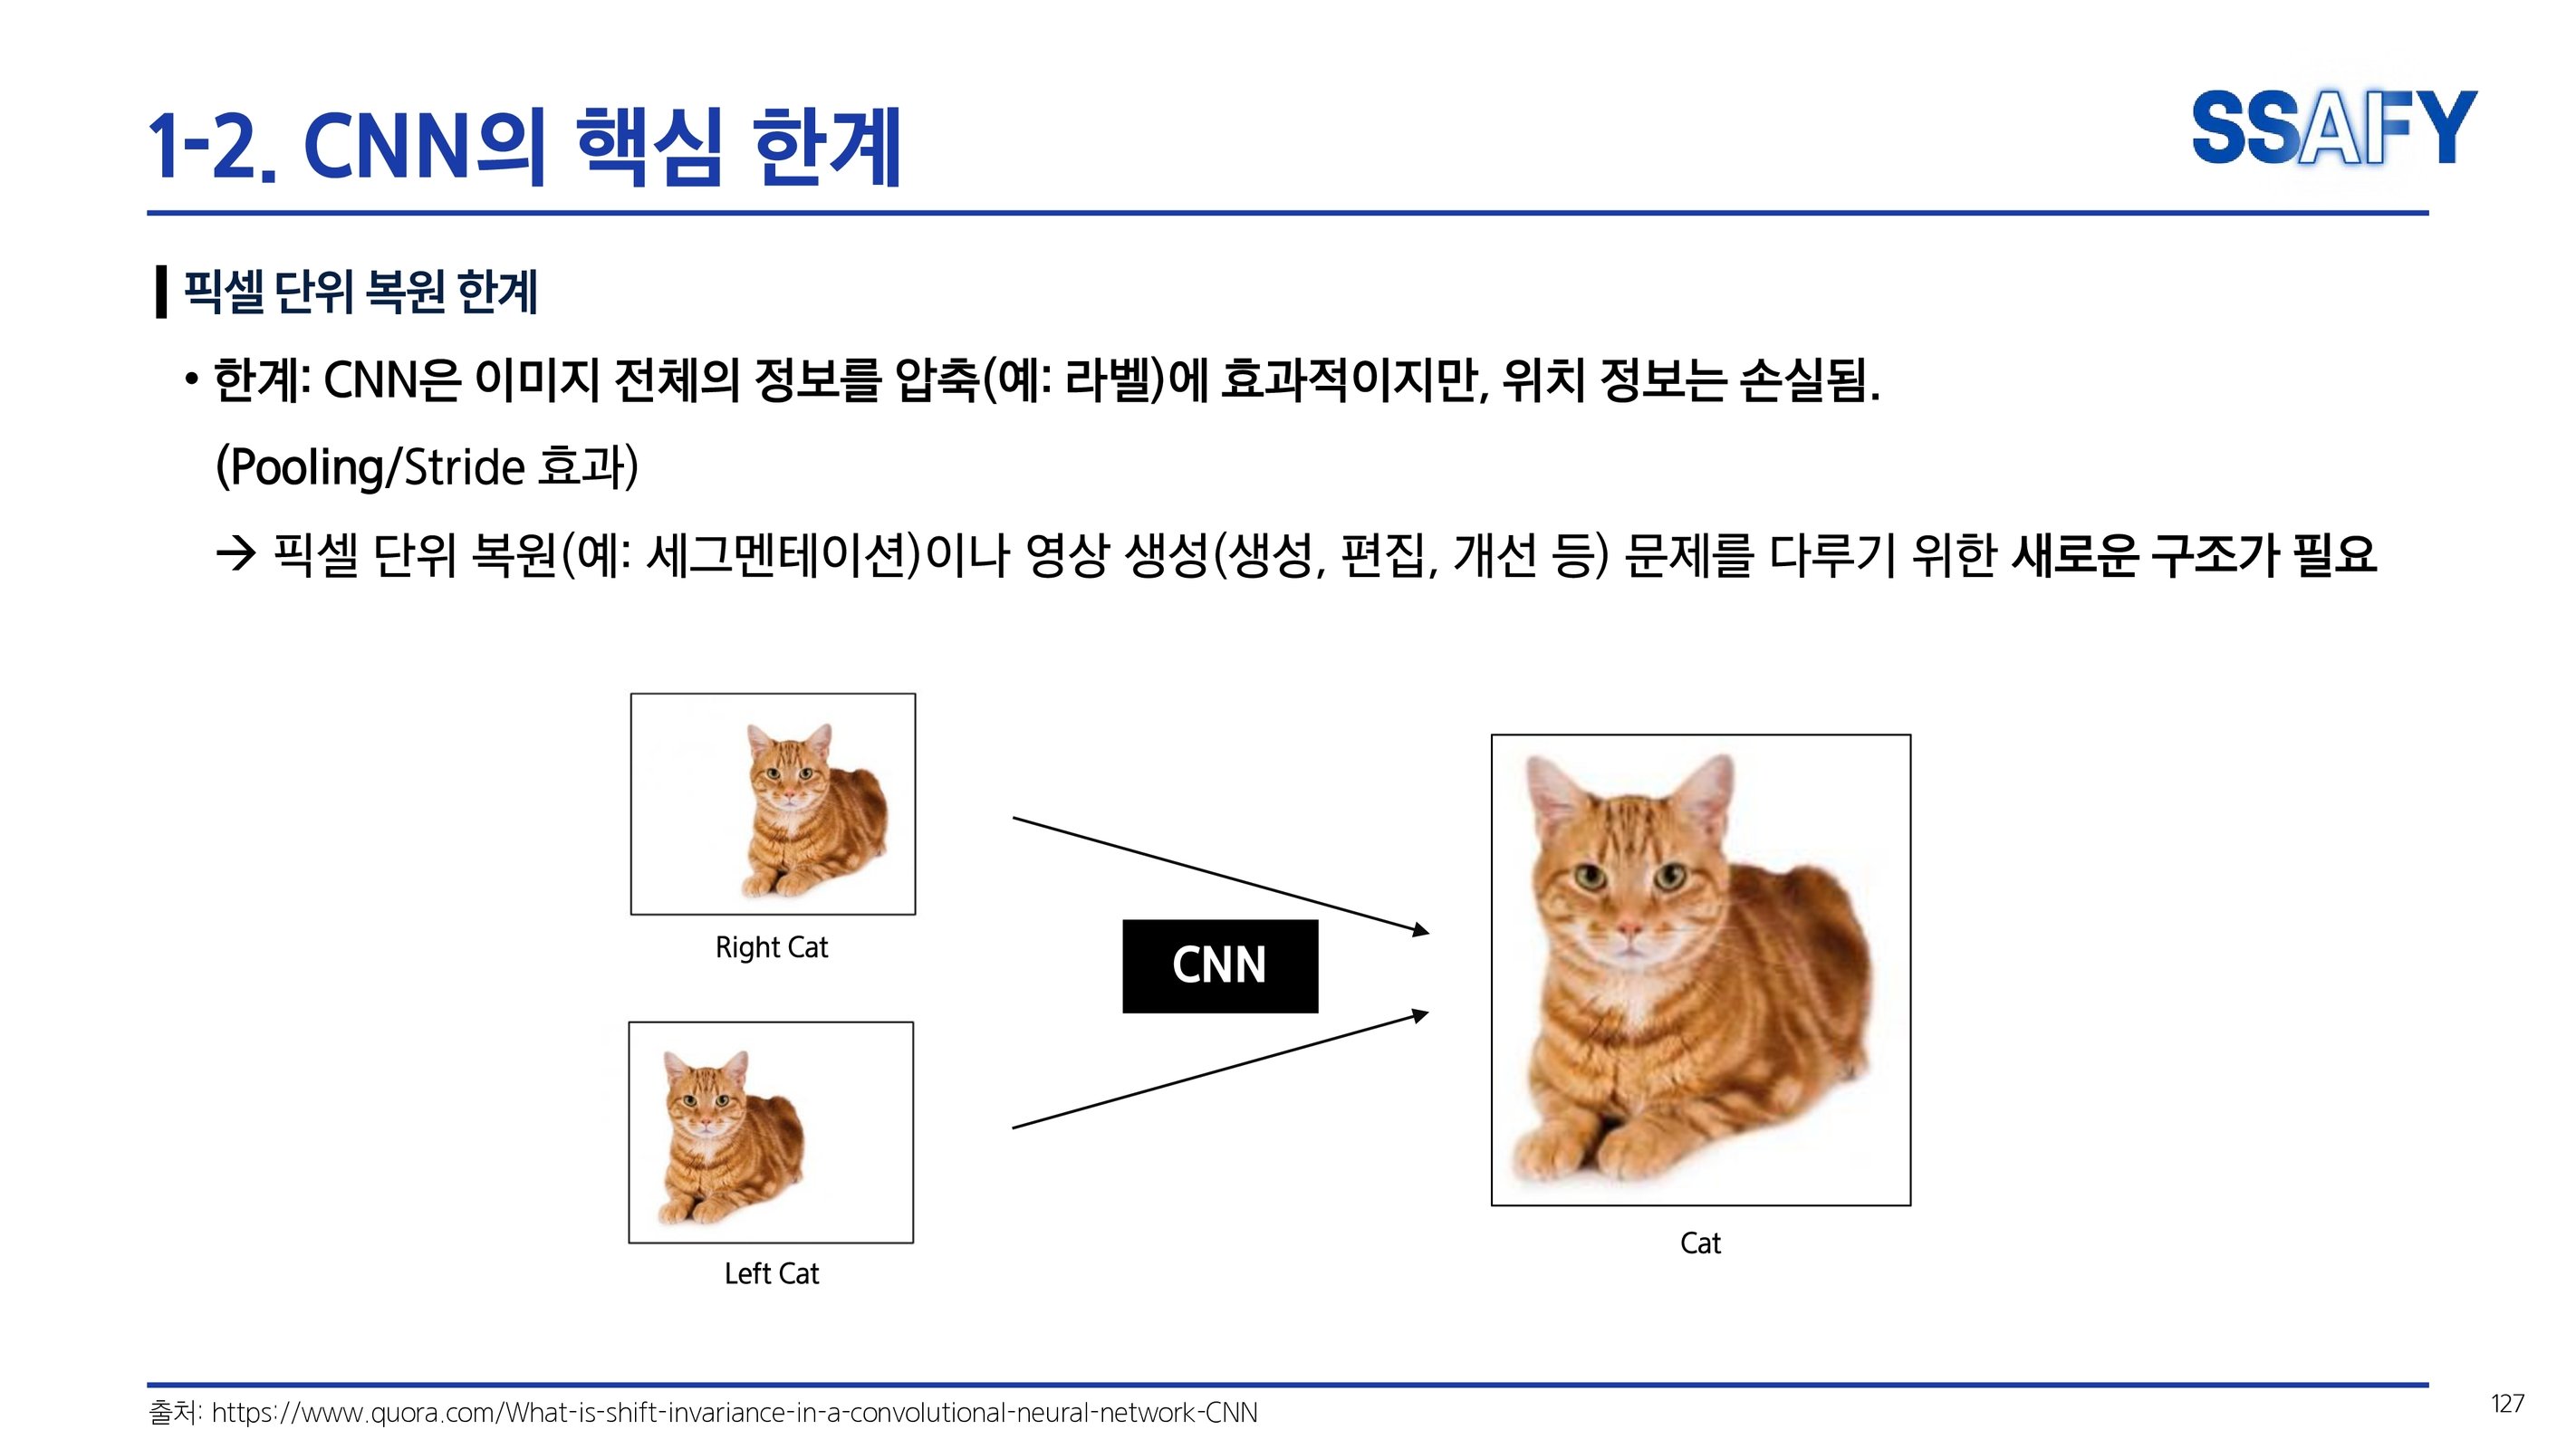 1-2. CNN의 핵심 한계
SSAFY
픽셀 단위 복원 한계
• 한계: CNN은 이미지 전체의 정보를 압축(예: 라벨)에 효과적이지만, 위치 정보는 손실됨.
(Pooling/Stride 효과)
→ 픽셀 단위 복원(예: 세그멘테이션)이나 영상 생성(생성, 편집, 개선 등) 문제를 다루기 위한 새로운 구조가 필요
Right Cat
CNN
Left Cat
Cat
출처: https://www.quora.com/What-is-shift-invariance-in-a-convolutional-neural-network-CNN
127